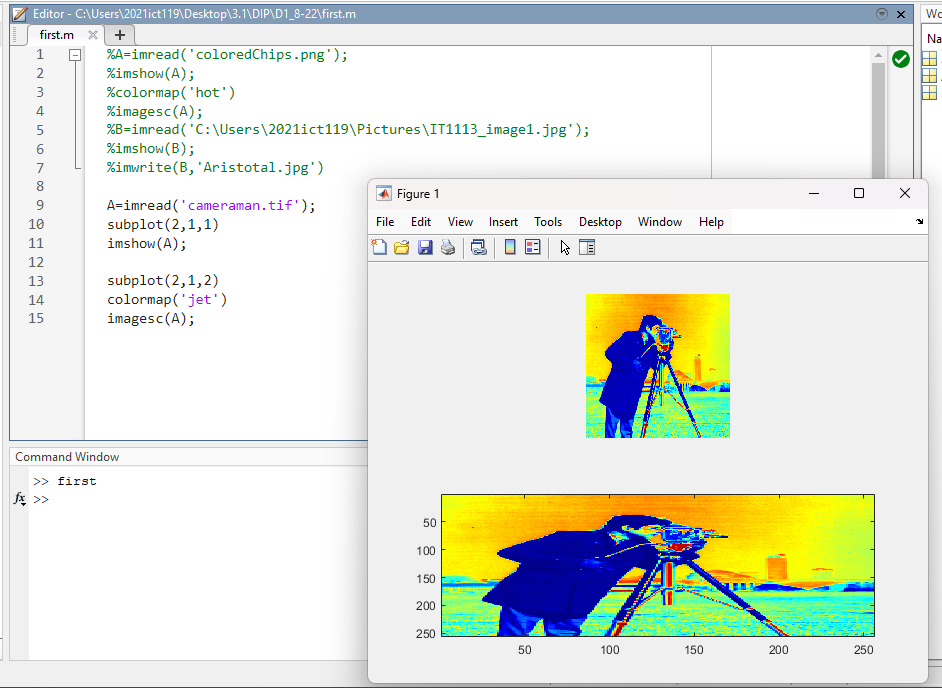 Editor - C:\Users\2021ict119\Desktop\3.1\DIP\D1_8-22\first.m
Wo
first.m
Na
1 %A=imread('coloredChips.png');
2 %imshow(A);
3 %colormap('hot')
4 %imagesc(A);
5 %B=imread('C:\Users\2021ict119\Pictures\IT1113_image1.jpg');
6 %imshow(B);
7 %imwrite(B,'Aristotal.jpg')
8
9 A=imread('cameraman.tif');
10 subplot(2,1,1)
11 imshow(A);
12
13 subplot(2,1,2)
14 colormap('jet')
15 imagesc(A);
Figure 1
File Edit View Insert Tools Desktop Window Help
50
100
150
200
250
50 100 150 200 250
Command Window
>> first
fx >>